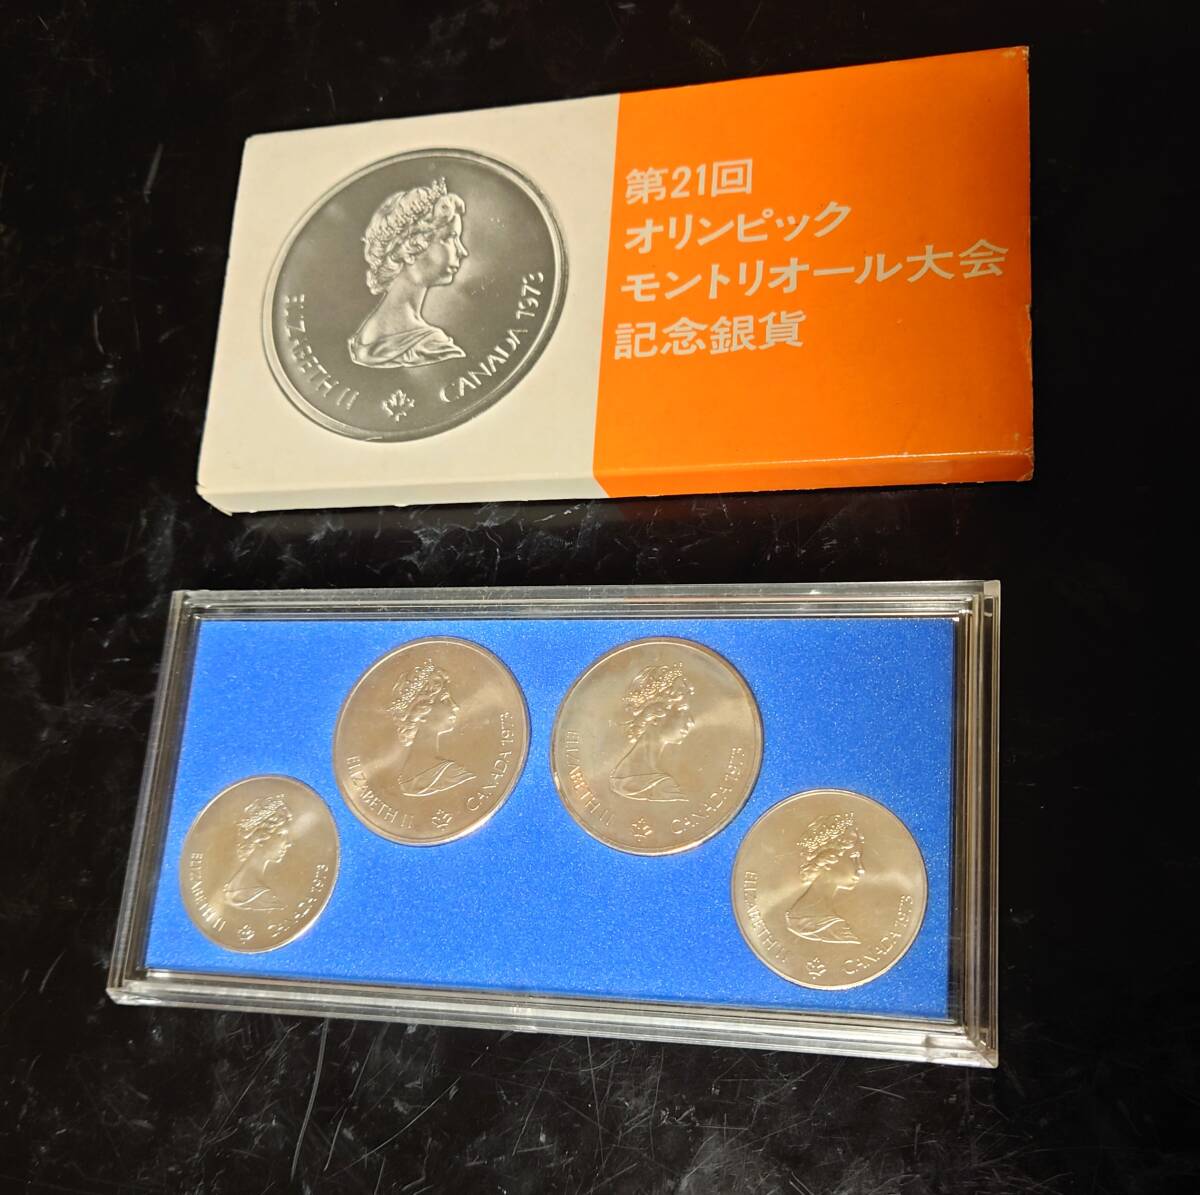 第21回
オリンピック
モントリオール大会
記念銀貨
ELIZABETH II CANADA 1973
ELIZABETH II CANADA 1973
ELIZABETH II CANADA 1973
ELIZABETH II CANADA 1973
ELIZABETH II CANADA 1973